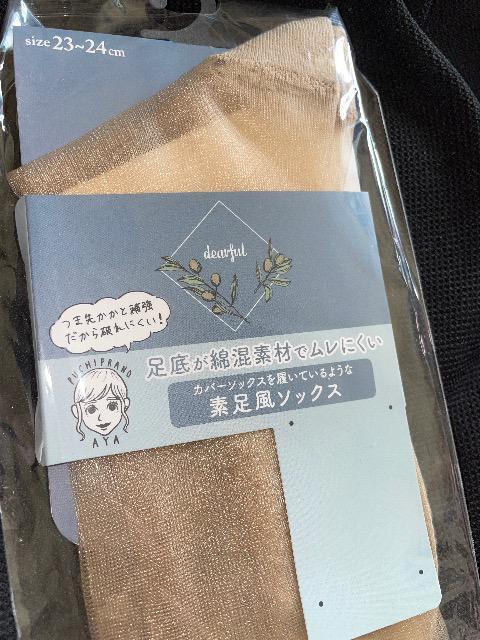 size 23~24cm
dearful
つま先かかと補強
だから破れにくい!
PUCHIPRANO
AYA
足底が綿混素材でムレにくい
カバーソックスを履いているような
素足風ソックス